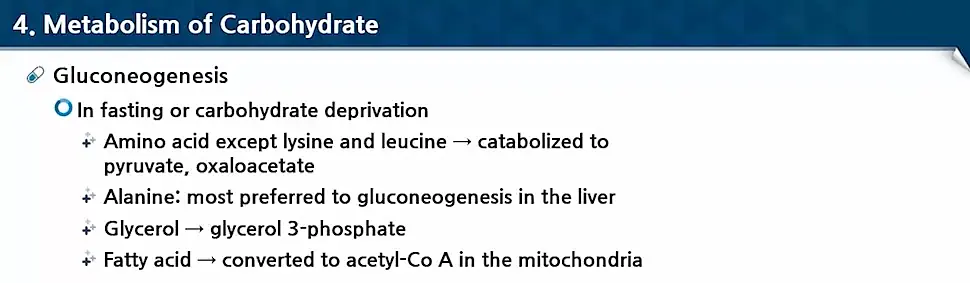 4. Metabolism of Carbohydrate
Gluconeogenesis
In fasting or carbohydrate deprivation
Amino acid except lysine and leucine → catabolized to
pyruvate, oxaloacetate
Alanine: most preferred to gluconeogenesis in the liver
Glycerol → glycerol 3-phosphate
Fatty acid → converted to acetyl-Co A in the mitochondria